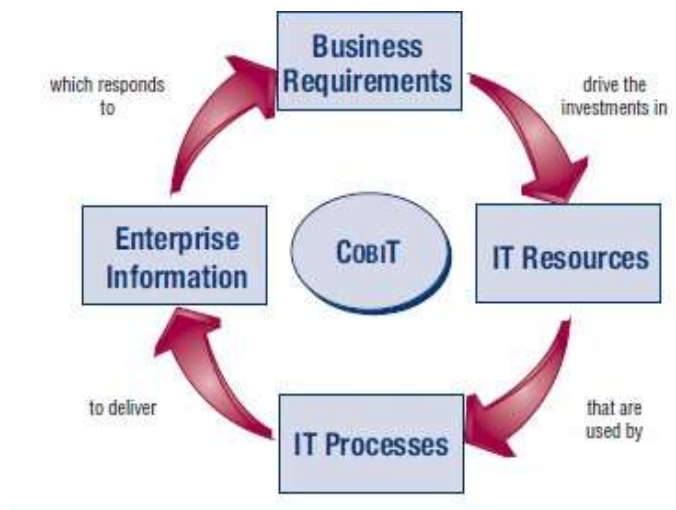 Business
Requirements
which responds
to
drive the
investments in
Enterprise
Information
COBIT
IT Resources
to deliver
that are
used by
IT Processes